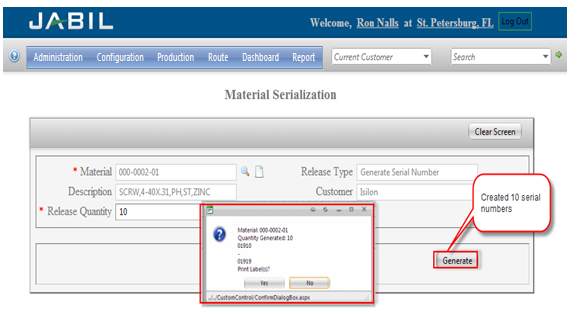 JABIL
Welcome, Ron Nalls at St. Petersburg, FL Log Out
Administration Configuration Production Route Dashboard Report Current Customer Search
Material Serialization
Clear Screen
* Material 000-0002-01 Release Type Generate Serial Number
Description SCRW,4-40X.31,PH,ST,ZINC Customer Isilon
* Release Quantity 10
Created 10 serial
numbers
Material: 000-0002-01
Quantity Generated: 10
01910
-
01919
Print Label(s)?
Yes No
../../CustomControl/ConfirmDialogBox.aspx
Generate